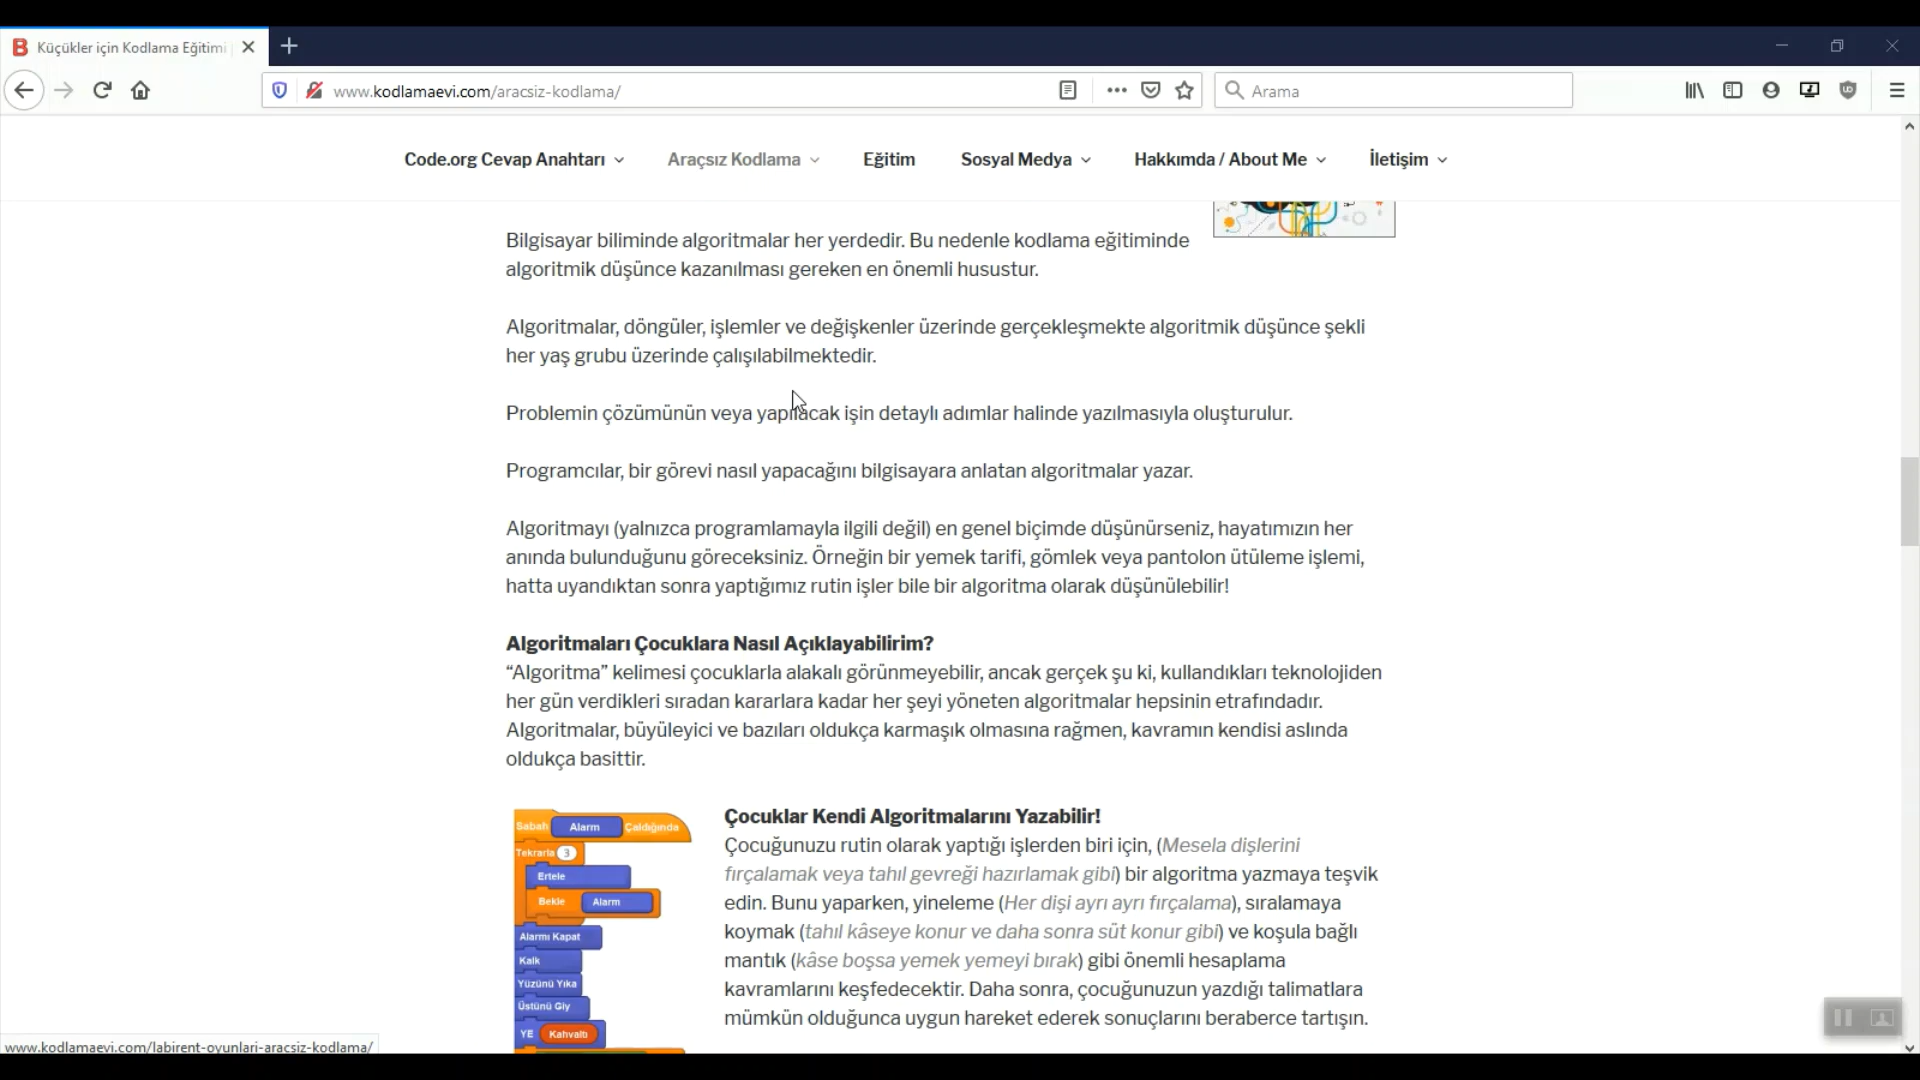 Küçükler için Kodlama Eğitimi
www.kodlamaevi.com/aracsiz-kodlama/
Arama
Code.org Cevap Anahtarı
Araçsız Kodlama
Eğitim
Sosyal Medya
Hakkımda / About Me
İletişim
Bilgisayar biliminde algoritmalar her yerdedir. Bu nedenle kodlama eğitiminde
algoritmik düşünce kazanılması gereken en önemli husustur.
Algoritmalar, döngüler, işlemler ve değişkenler üzerinde gerçekleşmekte algoritmik düşünce şekli
her yaş grubu üzerinde çalışılabilmektedir.
Problemin çözümünün veya yapılacak işin detaylı adımlar halinde yazılmasıyla oluşturulur.
Programcılar, bir görevi nasıl yapacağını bilgisayara anlatan algoritmalar yazar.
Algoritmayı (yalnızca programlamayla ilgili değil) en genel biçimde düşünürseniz, hayatımızın her
anında bulunduğunu göreceksiniz. Örneğin bir yemek tarifi, gömlek veya pantolon ütüleme işlemi,
hatta uyandıktan sonra yaptığımız rutin işler bile bir algoritma olarak düşünülebilir!
Algoritmaları Çocuklara Nasıl Açıklayabilirim?
“Algoritma” kelimesi çocuklarla alakalı görünmeyebilir, ancak gerçek şu ki, kullandıkları teknolojiden
her gün verdikleri sıradan kararlara kadar her şeyi yöneten algoritmalar hepsinin etrafındadır.
Algoritmalar, büyüleyici ve bazıları oldukça karmaşık olmasına rağmen, kavramın kendisi aslında
oldukça basittir.
Sabah Alarm Çaldığında
Tekrarla 3
Ertele
Bekle Alarm
Alarmı Kapat
Kalk
Yüzünü Yıka
Üstünü Giy
YE Kahvaltı
Çocuklar Kendi Algoritmalarını Yazabilir!
Çocuğunuzu rutin olarak yaptığı işlerden biri için, (Mesela dişlerini
fırçalamak veya tahıl gevreği hazırlamak gibi) bir algoritma yazmaya teşvik
edin. Bunu yaparken, yineleme (Her dişi ayrı ayrı fırçalama), sıralamaya
koymak (tahıl kâseye konur ve daha sonra süt konur gibi) ve koşula bağlı
mantık (kâse boşsa yemek yemeyi bırak) gibi önemli hesaplama
kavramlarını keşfedecektir. Daha sonra, çocuğunuzun yazdığı talimatlara
mümkün olduğunca uygun hareket ederek sonuçlarını beraberce tartışın.
www.kodlamaevi.com/labirent-oyunlari-aracsiz-kodlama/